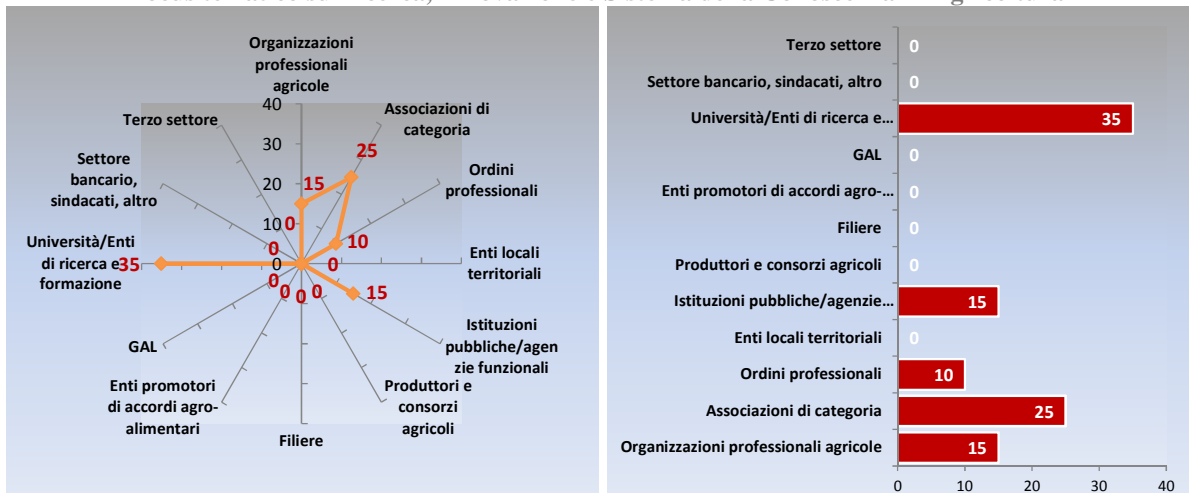 Organizzazioni
professionali
agricole
40
Associazioni di
categoria
Terzo settore
30
25
Settore
bancario,
sindacati, altro
Ordini
professionali
20
15
10
0
10
Università/Enti
di ricerca e
formazione
35
0
0
0
Enti locali
territoriali
0
0
0
0
15
GAL
Istituzioni
pubbliche/agen
zie funzionali
Enti promotori
di accordi agro-
alimentari
Produttori e
consorzi
agricoli
Filiere
Terzo settore 0
Settore bancario, sindacati, altro 0
Università/Enti di ricerca e... 35
GAL 0
Enti promotori di accordi agro-... 0
Filiere 0
Produttori e consorzi agricoli 0
Istituzioni pubbliche/agenzie... 15
Enti locali territoriali 0
Ordini professionali 10
Associazioni di categoria 25
Organizzazioni professionali agricole 15
0 10 20 30 40